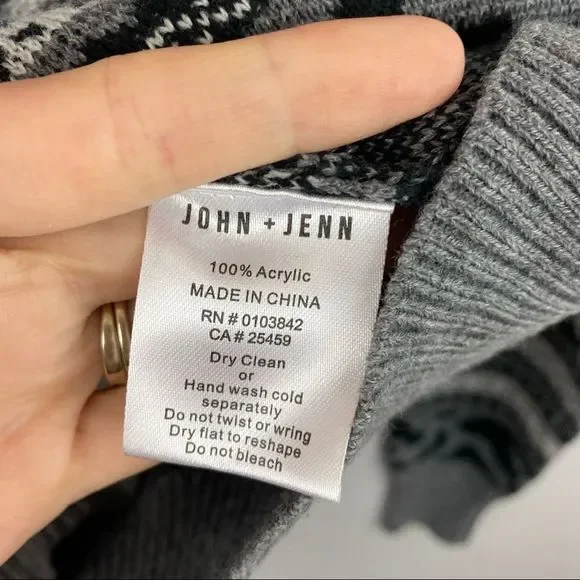 JOHN + JENN
100% Acrylic
MADE IN CHINA
RN # 0103842
CA # 25459
Dry Clean
or
Hand wash cold
separately
Do not twist or wring
Dry flat to reshape
Do not bleach